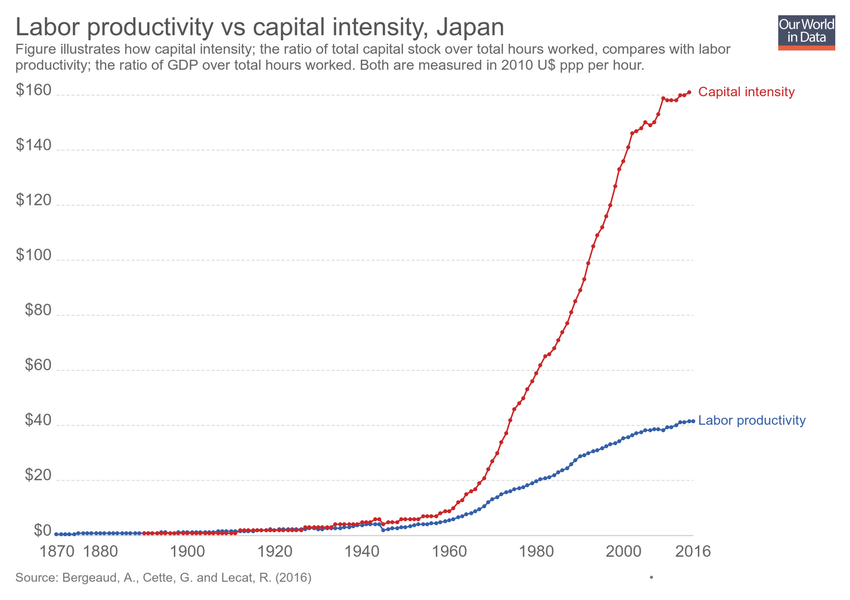 Labor productivity vs capital intensity, Japan
Our World
in Data
Figure illustrates how capital intensity; the ratio of total capital stock over total hours worked, compares with labor
productivity; the ratio of GDP over total hours worked. Both are measured in 2010 U$ ppp per hour.
$160
Capital intensity
$140
$120
$100
$80
$60
$40
Labor productivity
$20
$0
1870 1880 1900 1920 1940 1960 1980 2000 2016
Source: Bergeaud, A., Cette, G. and Lecat, R. (2016)